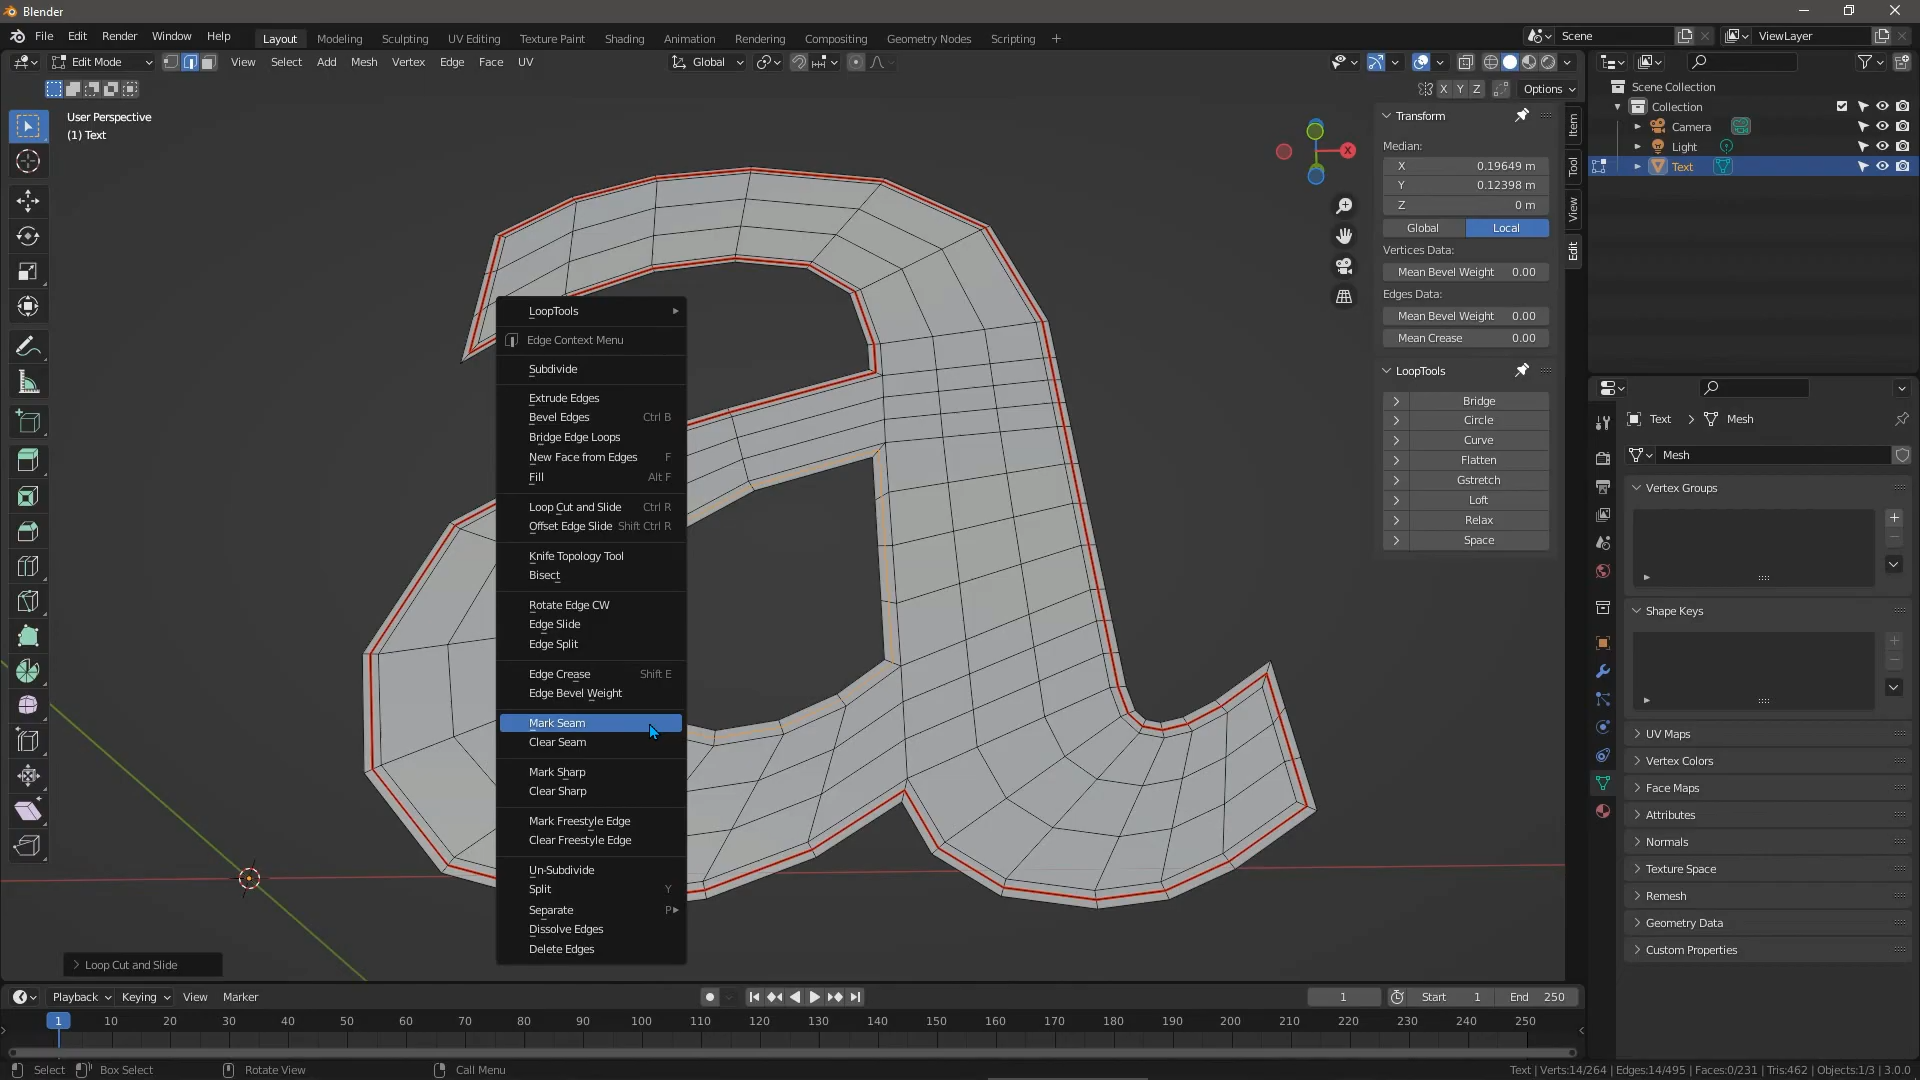 Blender
File Edit Render Window Help Layout Modeling Sculpting UV Editing Texture Paint Shading Animation Rendering Compositing Geometry Nodes Scripting + Scene ViewLayer
Edit Mode View Select Add Mesh Vertex Edge Face UV Global
X Y Z Options
User Perspective
(1) Text
X
LoopTools
Edge Context Menu
Subdivide
Extrude Edges
Bevel Edges Ctrl B
Bridge Edge Loops
New Face from Edges F
Fill Alt F
Loop Cut and Slide Ctrl R
Offset Edge Slide Shift Ctrl R
Knife Topology Tool
Bisect
Rotate Edge CW
Edge Slide
Edge Split
Edge Crease Shift E
Edge Bevel Weight
Mark Seam
Clear Seam
Mark Sharp
Clear Sharp
Mark Freestyle Edge
Clear Freestyle Edge
Un-Subdivide
Split Y
Separate P
Dissolve Edges
Delete Edges
Loop Cut and Slide
Transform
Median:
X 0.19649 m
Y 0.12398 m
Z 0 m
Global Local
Vertices Data:
Mean Bevel Weight 0.00
Edges Data:
Mean Bevel Weight 0.00
Mean Crease 0.00
LoopTools
Bridge
Circle
Curve
Flatten
Gstretch
Loft
Relax
Space
Item
Tool
View
Edit
Scene Collection
Collection
Camera
Light
Text
Text Mesh
Mesh
Vertex Groups
Shape Keys
UV Maps
Vertex Colors
Face Maps
Attributes
Normals
Texture Space
Remesh
Geometry Data
Custom Properties
Playback Keying View Marker 1 Start 1 End 250
1 10 20 30 40 50 60 70 80 90 100 110 120 130 140 150 160 170 180 190 200 210 220 230 240 250
Select Box Select Rotate View Call Menu Text | Verts:14/264 | Edges:14/495 | Faces:0/231 | Tris:462 | Objects:1/3 | 3.0.0